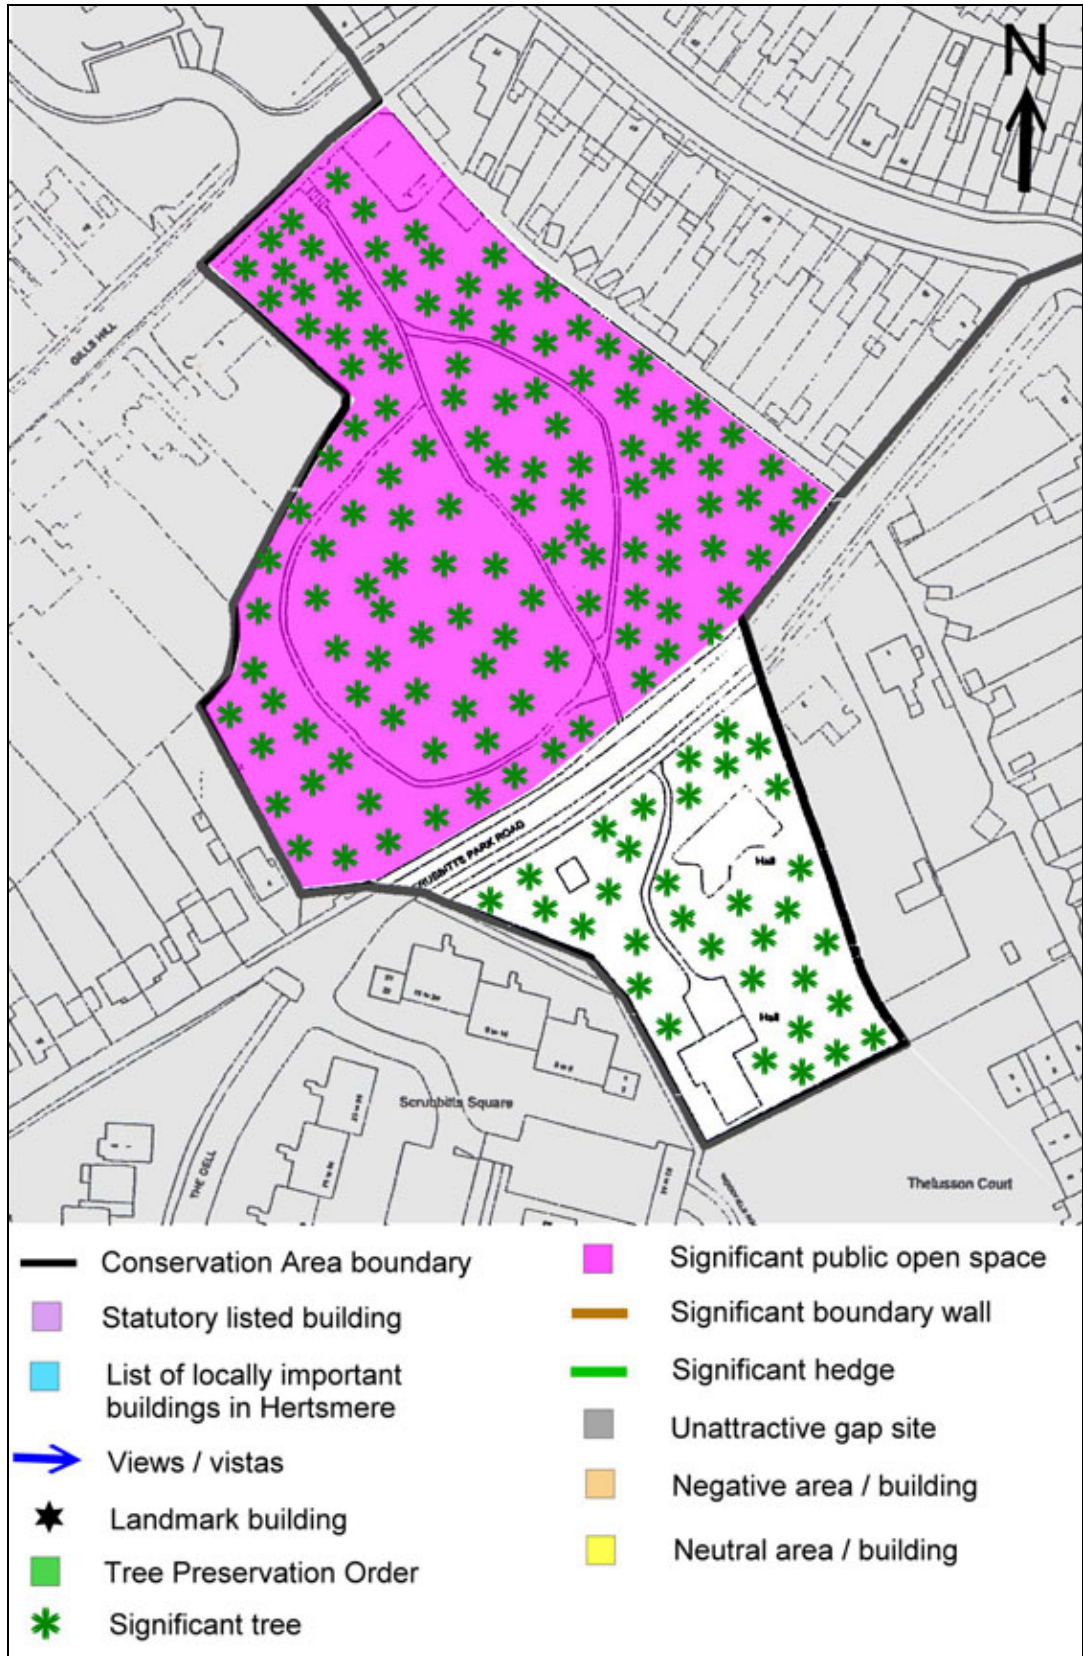 N
GILLS HILL
PARK ROAD
Hall
Hall
Scrubbitts Square
THE DELL
Thelusson Court
Conservation Area boundary
Statutory listed building
List of locally important
buildings in Hertsmere
Views / vistas
Landmark building
Tree Preservation Order
Significant tree
Significant public open space
Significant boundary wall
Significant hedge
Unattractive gap site
Negative area / building
Neutral area / building